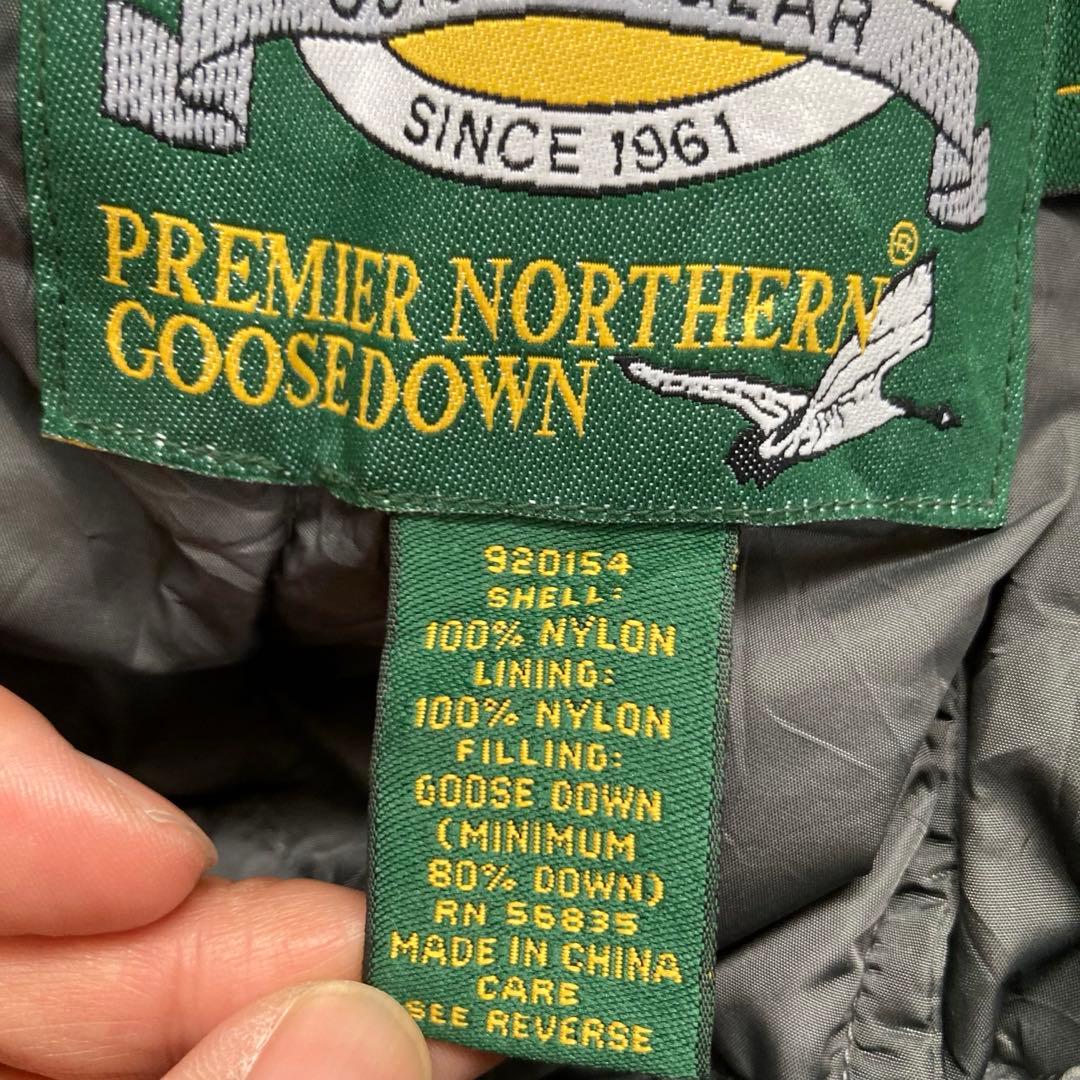 GEAR
SINCE 1961
PREMIER NORTHERN®
GOOSEDOWN
920154
SHELL:
100% NYLON
LINING:
100% NYLON
FILLING:
GOOSE DOWN
(MINIMUM
80% DOWN)
RN 56835
MADE IN CHINA
CARE
SEE REVERSE